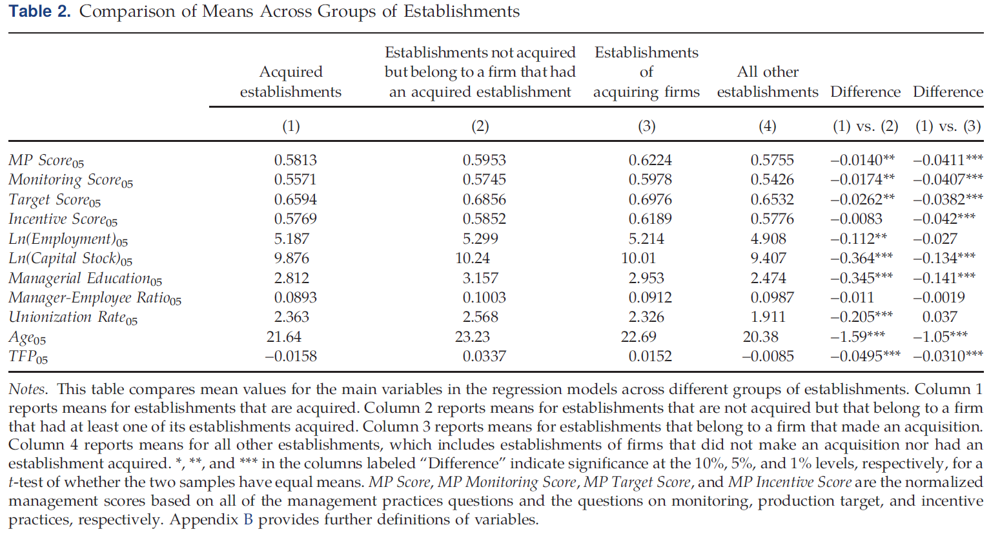 Table 2. Comparison of Means Across Groups of Establishments
Establishments not acquired Establishments
Acquired but belong to a firm that had of All other
establishments an acquired establishment acquiring firms establishments Difference Difference
(1) (2) (3) (4) (1) vs. (2) (1) vs. (3)
MP Score05 0.5813 0.5953 0.6224 0.5755 –0.0140** –0.0411***
Monitoring Score05 0.5571 0.5745 0.5978 0.5426 –0.0174** –0.0407***
Target Score05 0.6594 0.6856 0.6976 0.6532 –0.0262** –0.0382***
Incentive Score05 0.5769 0.5852 0.6189 0.5776 –0.0083 –0.042***
Ln(Employment)05 5.187 5.299 5.214 4.908 –0.112** –0.027
Ln(Capital Stock)05 9.876 10.24 10.01 9.407 –0.364*** –0.134***
Managerial Education05 2.812 3.157 2.953 2.474 –0.345*** –0.141***
Manager-Employee Ratio05 0.0893 0.1003 0.0912 0.0987 –0.011 –0.0019
Unionization Rate05 2.363 2.568 2.326 1.911 –0.205*** 0.037
Age05 21.64 23.23 22.69 20.38 –1.59*** –1.05***
TFP05 –0.0158 0.0337 0.0152 –0.0085 –0.0495*** –0.0310***
Notes. This table compares mean values for the main variables in the regression models across different groups of establishments. Column 1
reports means for establishments that are acquired. Column 2 reports means for establishments that are not acquired but that belong to a firm
that had at least one of its establishments acquired. Column 3 reports means for establishments that belong to a firm that made an acquisition.
Column 4 reports means for all other establishments, which includes establishments of firms that did not make an acquisition nor had an
establishment acquired. *, **, and *** in the columns labeled “Difference” indicate significance at the 10%, 5%, and 1% levels, respectively, for a
t-test of whether the two samples have equal means. MP Score, MP Monitoring Score, MP Target Score, and MP Incentive Score are the normalized
management scores based on all of the management practices questions and the questions on monitoring, production target, and incentive
practices, respectively. Appendix B provides further definitions of variables.